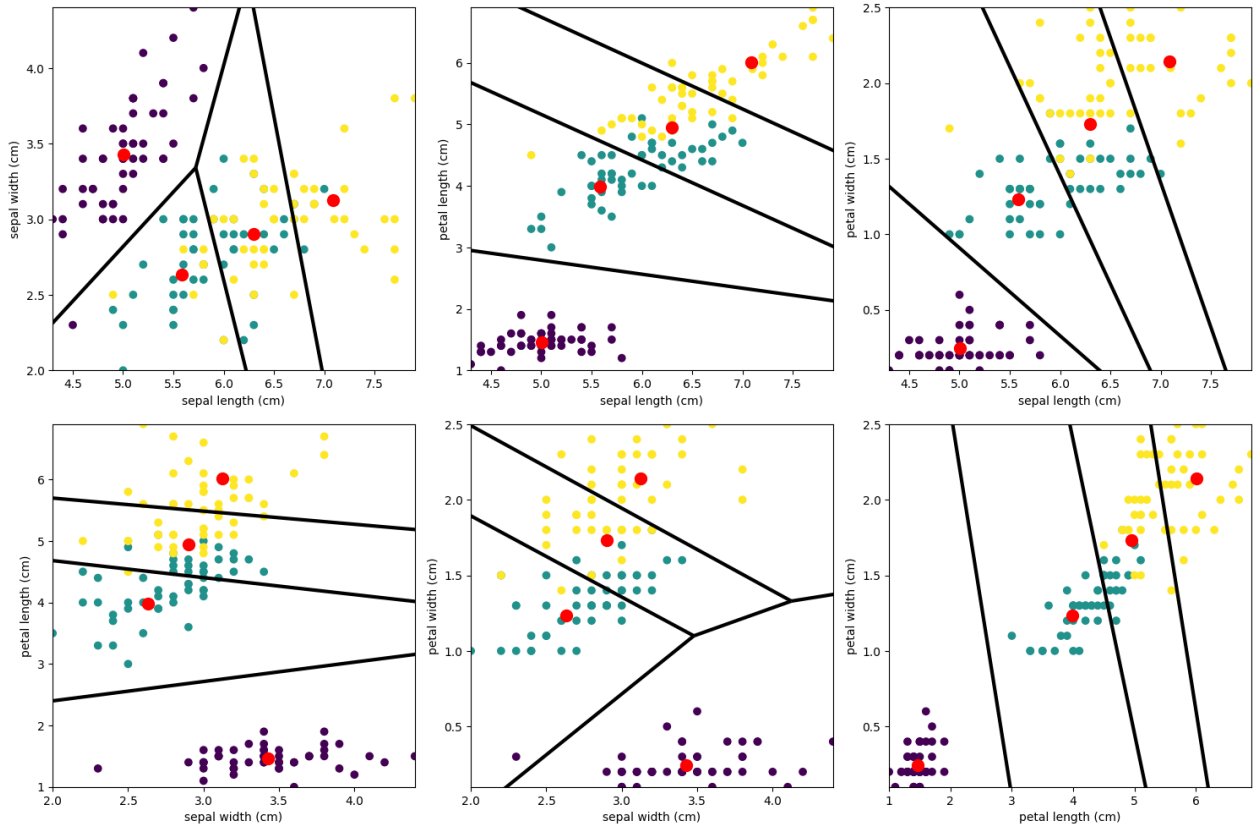 4.0
3.5
3.0
2.5
2.0
sepal width (cm)
4.5 5.0 5.5 6.0 6.5 7.0 7.5
sepal length (cm)
6
5
4
3
2
1
petal length (cm)
4.5 5.0 5.5 6.0 6.5 7.0 7.5
sepal length (cm)
2.5
2.0
1.5
1.0
0.5
petal width (cm)
4.5 5.0 5.5 6.0 6.5 7.0 7.5
sepal length (cm)
6
5
4
3
2
1
petal length (cm)
2.0 2.5 3.0 3.5 4.0
sepal width (cm)
2.5
2.0
1.5
1.0
0.5
petal width (cm)
2.0 2.5 3.0 3.5 4.0
sepal width (cm)
2.5
2.0
1.5
1.0
0.5
petal width (cm)
1 2 3 4 5 6
petal length (cm)